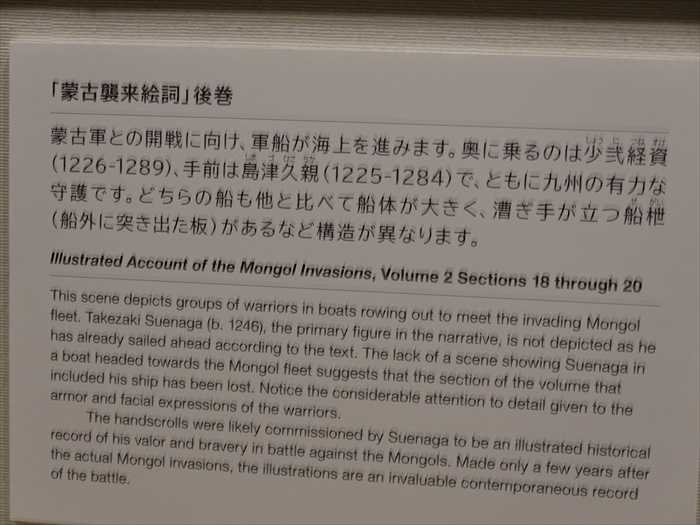 「蒙古襲来絵詞」後巻
蒙古軍との開戦に向け、軍船が海上を進みます。奥に乗るのは少弐経資
(1226-1289)、手前は島津久親(1225-1284)で、ともに九州の有力な
守護です。どちらの船も他と比べて船体が大きく、漕ぎ手が立つ船枻
(船外に突き出た板)があるなど構造が異なります。
Illustrated Account of the Mongol Invasions, Volume 2 Sections 18 through 20
This scene depicts groups of warriors in boats rowing out to meet the invading Mongol
fleet. Takezaki Suenaga (b. 1246), the primary figure in the narrative, is not depicted as he
has already sailed ahead according to the text. The lack of a scene showing Suenaga in
a boat headed towards the Mongol fleet suggests that the section of the volume that
included his ship has been lost. Notice the considerable attention to detail given to the
armor and facial expressions of the warriors.
The handscrolls were likely commissioned by Suenaga to be an illustrated historical
record of his valor and bravery in battle against the Mongols. Made only a few years after
the actual Mongol invasions, the illustrations are an invaluable contemporaneous record
of the battle.